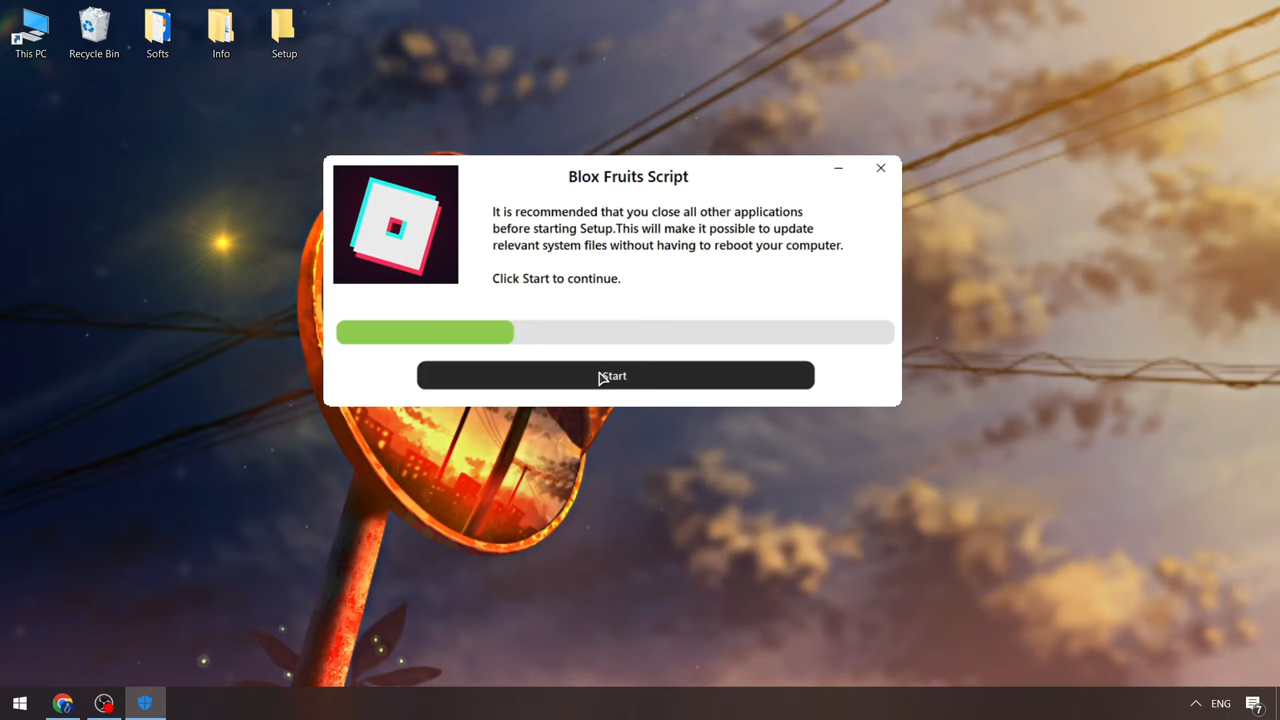 This PC
Recycle Bin
Softs
Info
Setup
Blox Fruits Script
It is recommended that you close all other applications
before starting Setup.This will make it possible to update
relevant system files without having to reboot your computer.
Click Start to continue.
Start
ENG
7